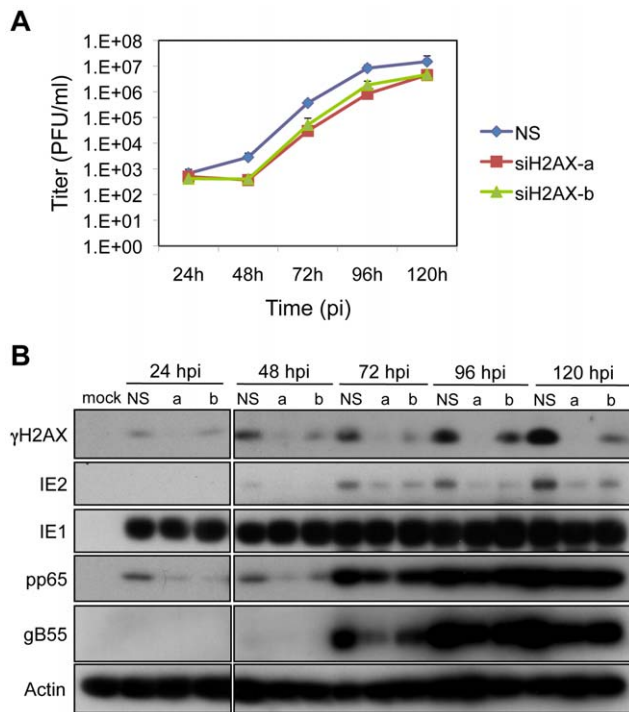 A
Titer (PFU/ml)
1.E+08
1.E+07
1.E+06
1.E+05
1.E+04
1.E+03
1.E+02
1.E+01
1.E+00
24h 48h 72h 96h 120h
Time (pi)
NS
siH2AX-a
siH2AX-b
B
24 hpi 48 hpi 72 hpi 96 hpi 120 hpi
mock NS a b NS a b NS a b NS a b NS a b
γH2AX
IE2
IE1
pp65
gB55
Actin